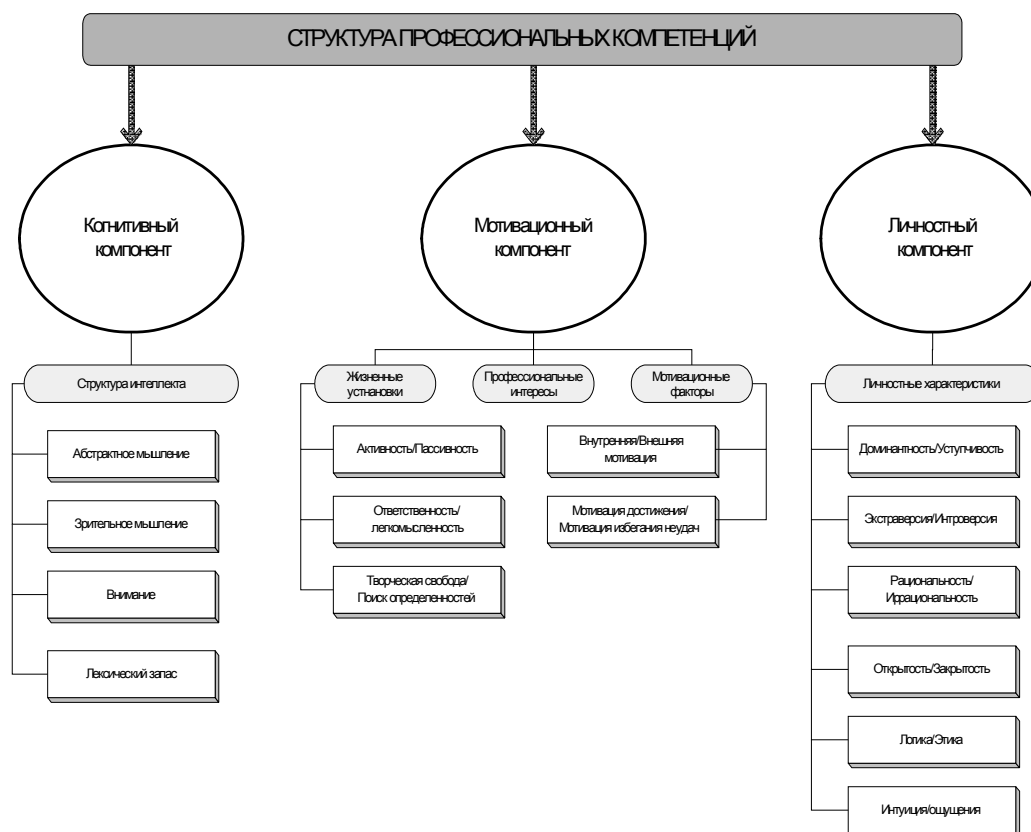 СТРУКТУРА ПРОФЕССИОНАЛЬНЫХ КОМПЕТЕНЦИЙ
Когнитивный
компонент
Мотивационный
компонент
Личностный
компонент
Структура интеллекта
Жизненные
устнановки
Профессиональные
интересы
Мотивационные
факторы
Личностные характеристики
Абстрактное мышление
Зрительное мышление
Внимание
Лексический запас
Активность/Пассивность
Ответственность/
легкомысленность
Творческая свобода/
Поиск определенностей
Внутренняя/Внешняя
мотивация
Мотивация достижения/
Мотивация избегания неудач
Доминантность/Уступчивость
Экстраверсия/Интроверсия
Рациональность/
Иррациональность
Открытость/Закрытость
Логика/Этика
Интуиция/ощущения